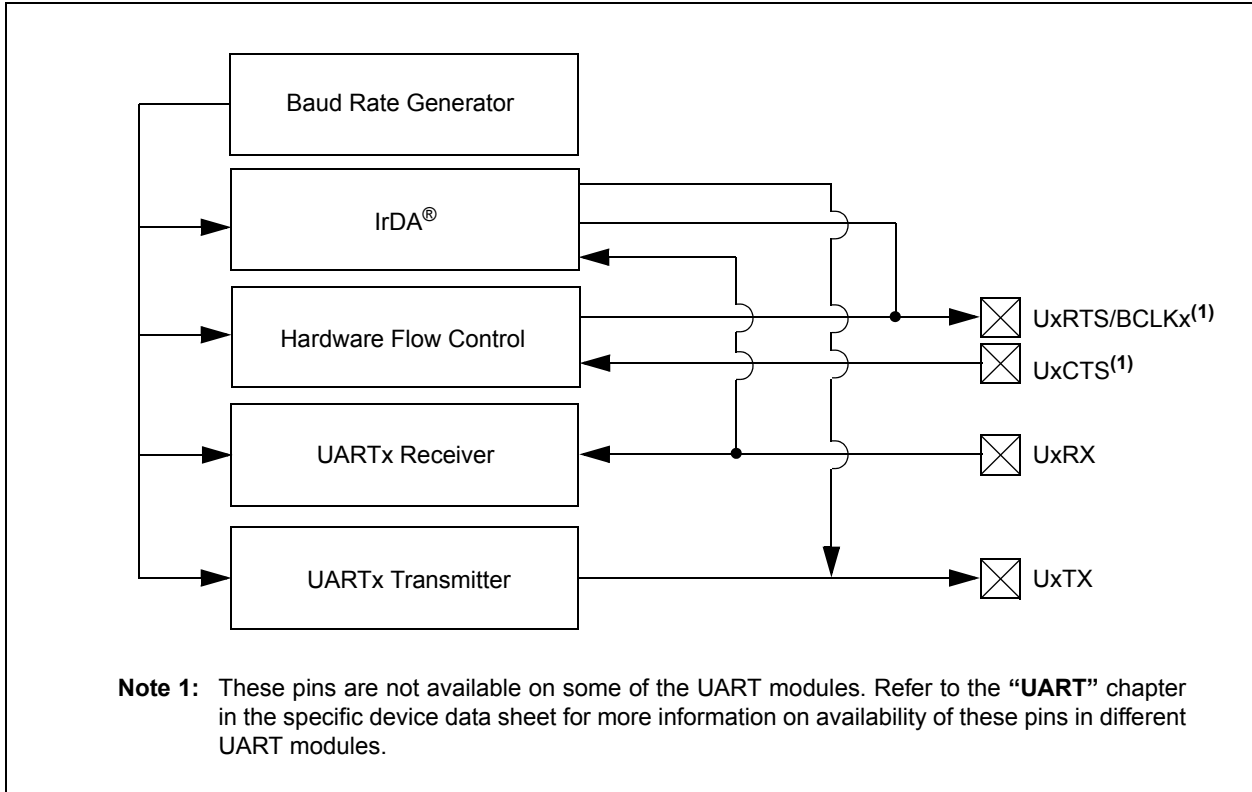 Baud Rate Generator
IrDA®
Hardware Flow Control
UARTx Receiver
UARTx Transmitter
UxRTS/BCLKx(1)
UxCTS(1)
UxRX
UxTX
Note 1: These pins are not available on some of the UART modules. Refer to the “UART” chapter
in the specific device data sheet for more information on availability of these pins in different
UART modules.